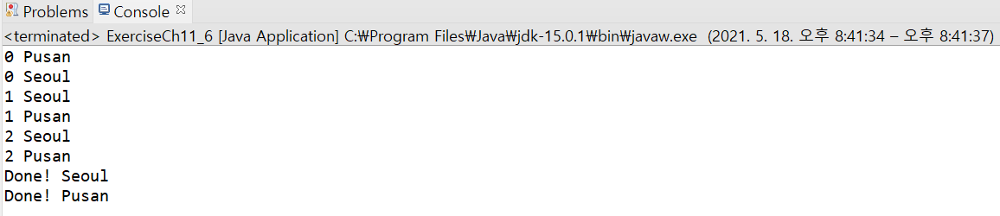 Problems Console
<terminated> ExerciseCh11_6 [Java Application] C:₩Program Files₩Java₩jdk-15.0.1₩bin₩javaw.exe (2021. 5. 18. 오후 8:41:34 – 오후 8:41:37)
0 Pusan
0 Seoul
1 Seoul
1 Pusan
2 Seoul
2 Pusan
Done! Seoul
Done! Pusan